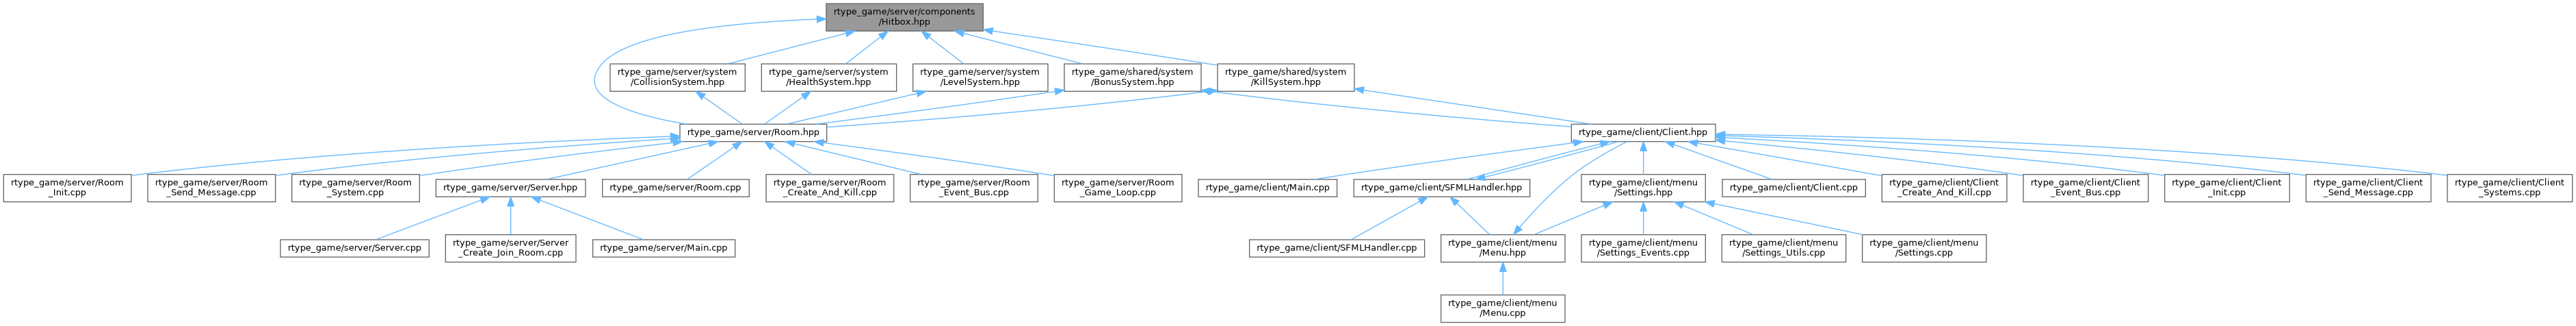 rtype_game/server/components
/Hitbox.hpp
rtype_game/server/system
/CollisionSystem.hpp
rtype_game/server/system
/HealthSystem.hpp
rtype_game/server/system
/LevelSystem.hpp
rtype_game/shared/system
/BonusSystem.hpp
rtype_game/shared/system
/KillSystem.hpp
rtype_game/server/Room.hpp
rtype_game/client/Client.hpp
rtype_game/server/Room
_Init.cpp
rtype_game/server/Room
_Send_Message.cpp
rtype_game/server/Room
_System.cpp
rtype_game/server/Server.hpp
rtype_game/server/Room.cpp
rtype_game/server/Room
_Create_And_Kill.cpp
rtype_game/server/Room
_Event_Bus.cpp
rtype_game/server/Room
_Game_Loop.cpp
rtype_game/client/Main.cpp
rtype_game/client/SFMLHandler.hpp
rtype_game/client/menu
/Settings.hpp
rtype_game/client/Client.cpp
rtype_game/client/Client
_Create_And_Kill.cpp
rtype_game/client/Client
_Event_Bus.cpp
rtype_game/client/Client
_Init.cpp
rtype_game/client/Client
_Send_Message.cpp
rtype_game/client/Client
_Systems.cpp
rtype_game/server/Server.cpp
rtype_game/server/Server
_Create_Join_Room.cpp
rtype_game/server/Main.cpp
rtype_game/client/SFMLHandler.cpp
rtype_game/client/menu
/Menu.hpp
rtype_game/client/menu
/Settings_Events.cpp
rtype_game/client/menu
/Settings_Utils.cpp
rtype_game/client/menu
/Settings.cpp
rtype_game/client/menu
/Menu.cpp